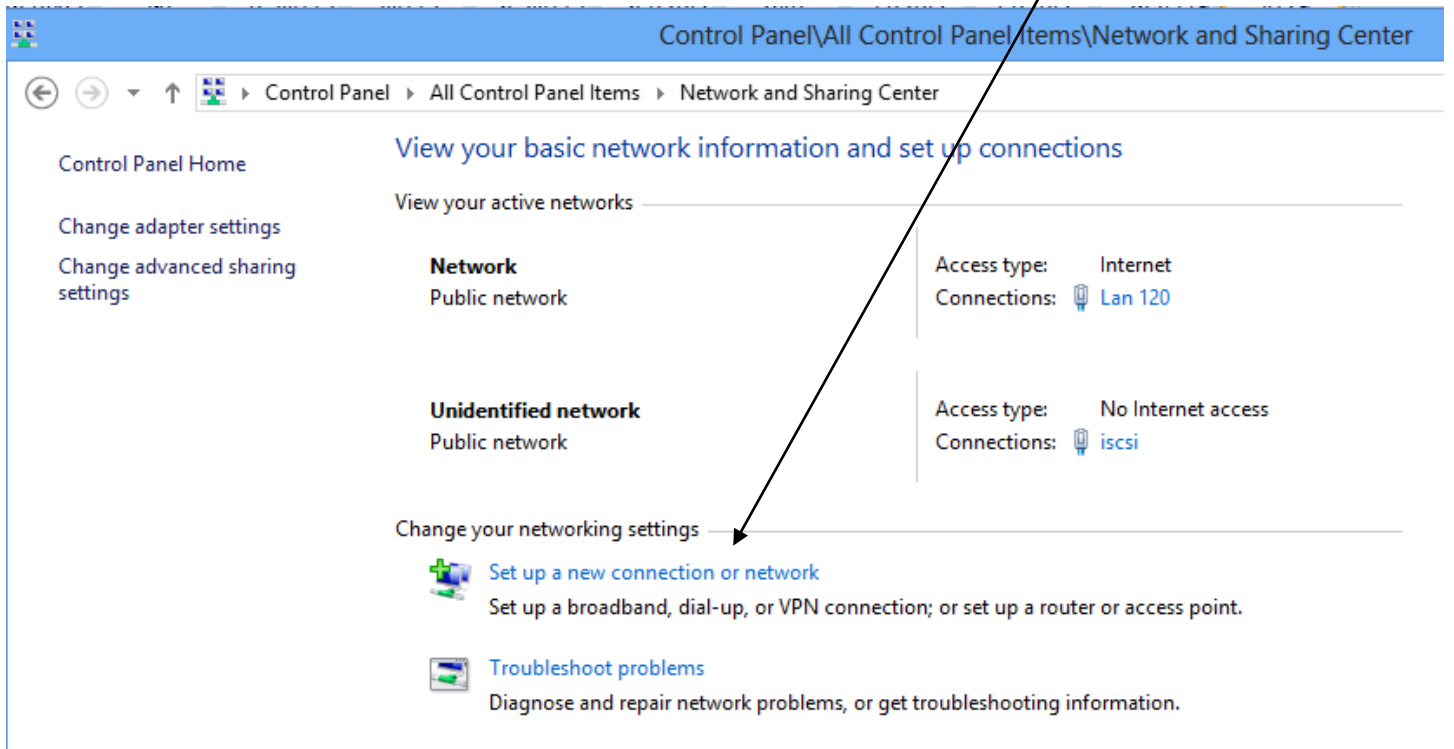 Control Panel\All Control Panel Items\Network and Sharing Center
Control Panel All Control Panel Items Network and Sharing Center
Control Panel Home
Change adapter settings
Change advanced sharing
settings
View your basic network information and set up connections
View your active networks
Network
Public network
Access type: Internet
Connections: Lan 120
Unidentified network
Public network
Access type: No Internet access
Connections: iscsi
Change your networking settings
Set up a new connection or network
Set up a broadband, dial-up, or VPN connection; or set up a router or access point.
Troubleshoot problems
Diagnose and repair network problems, or get troubleshooting information.